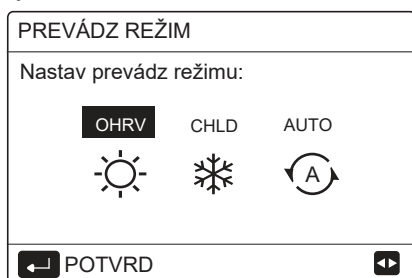 PREVÁDZ REŽIM
Nastav prevádz režimu:
OHRV CHLD AUTO
A
POTVRD